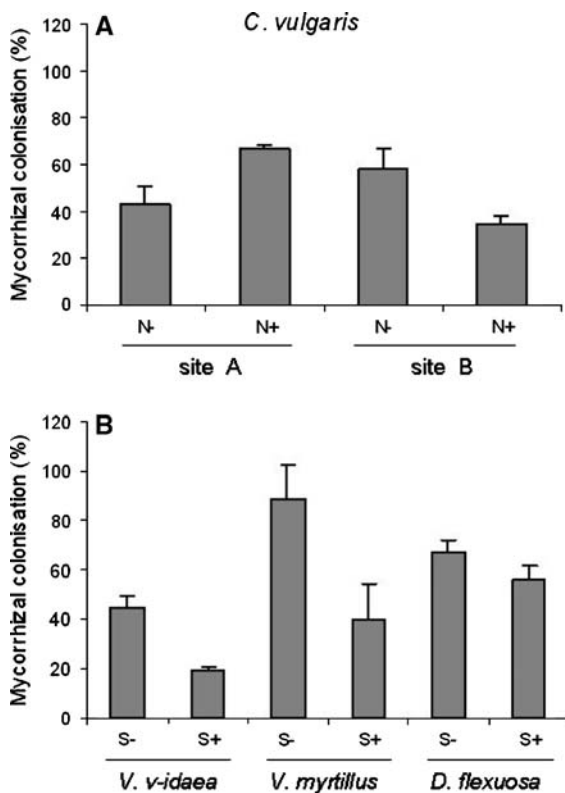 A C. vulgaris
Mycorrhizal colonisation (%)
120
100
80
60
40
20
0
N- N+ N- N+
site A site B
B
Mycorrhizal colonisation (%)
120
100
80
60
40
20
0
S- S+ S- S+ S- S+
V. v-idaea V. myrtillus D. flexuosa